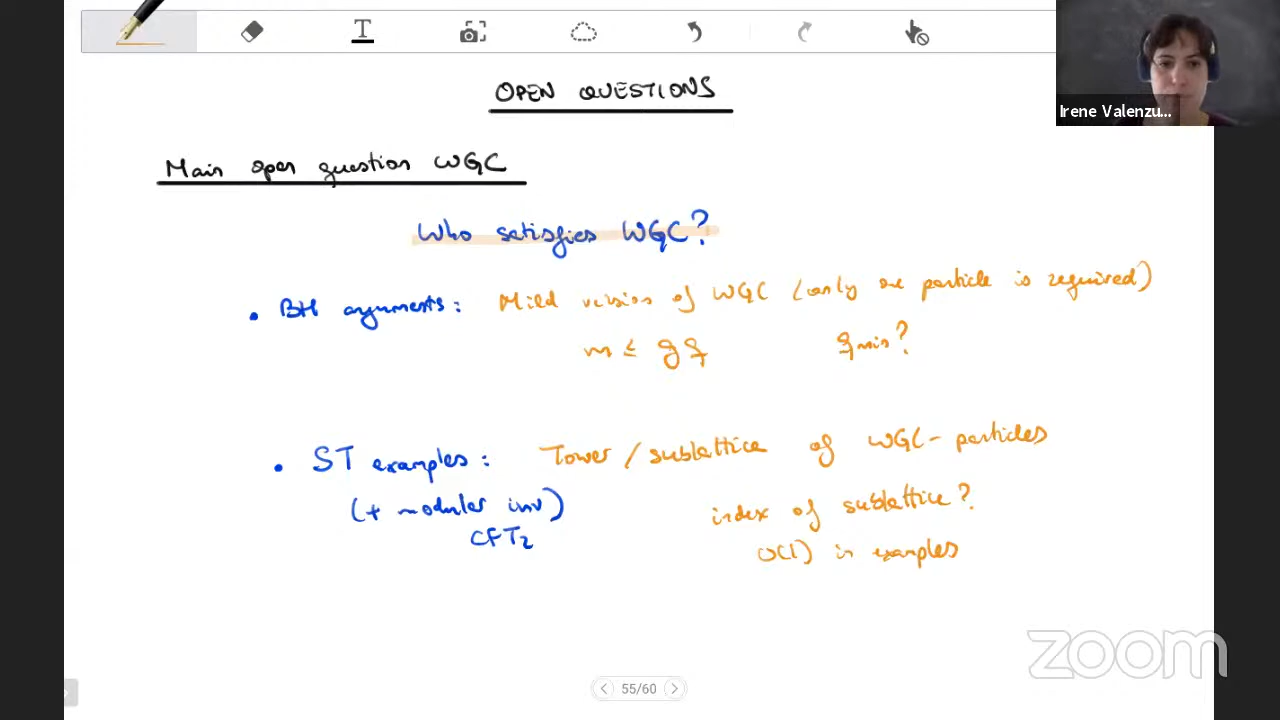 T
OPEN QUESTIONS
Irene Valenzu...
Main open question WGC
Who satisfies WGC?
• BH arguments: Mild version of WGC (only one particle is required)
m ≤ g q q min?
• ST examples: Tower / sublattice of WGC-particles
(+ modular inv) index of sublattice?
CFT2 O(1) in examples
zoom
55/60